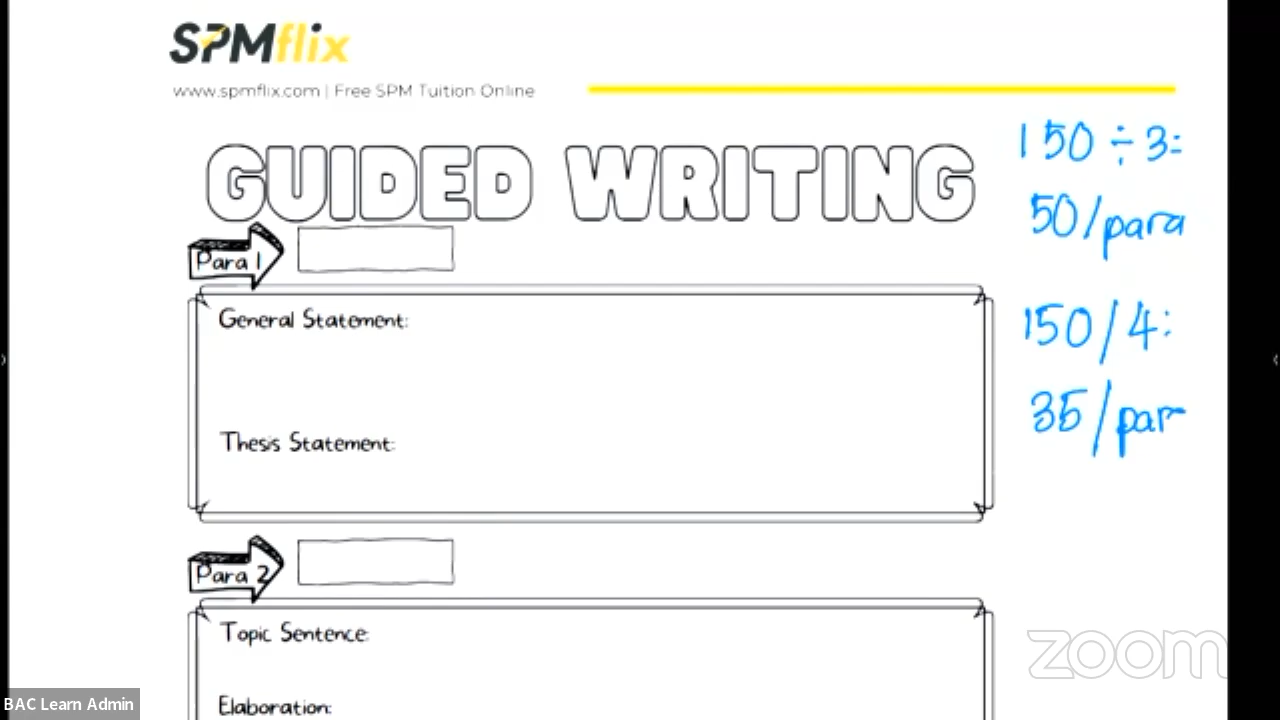 SPMflix
www.spmflix.com | Free SPM Tuition Online
GUIDED WRITING
150 ÷ 3=
50/para
Para 1
General Statement:
150/4:
35/par
Thesis Statement:
Para 2
Topic Sentence:
Elaboration:
zoom
BAC Learn Admin